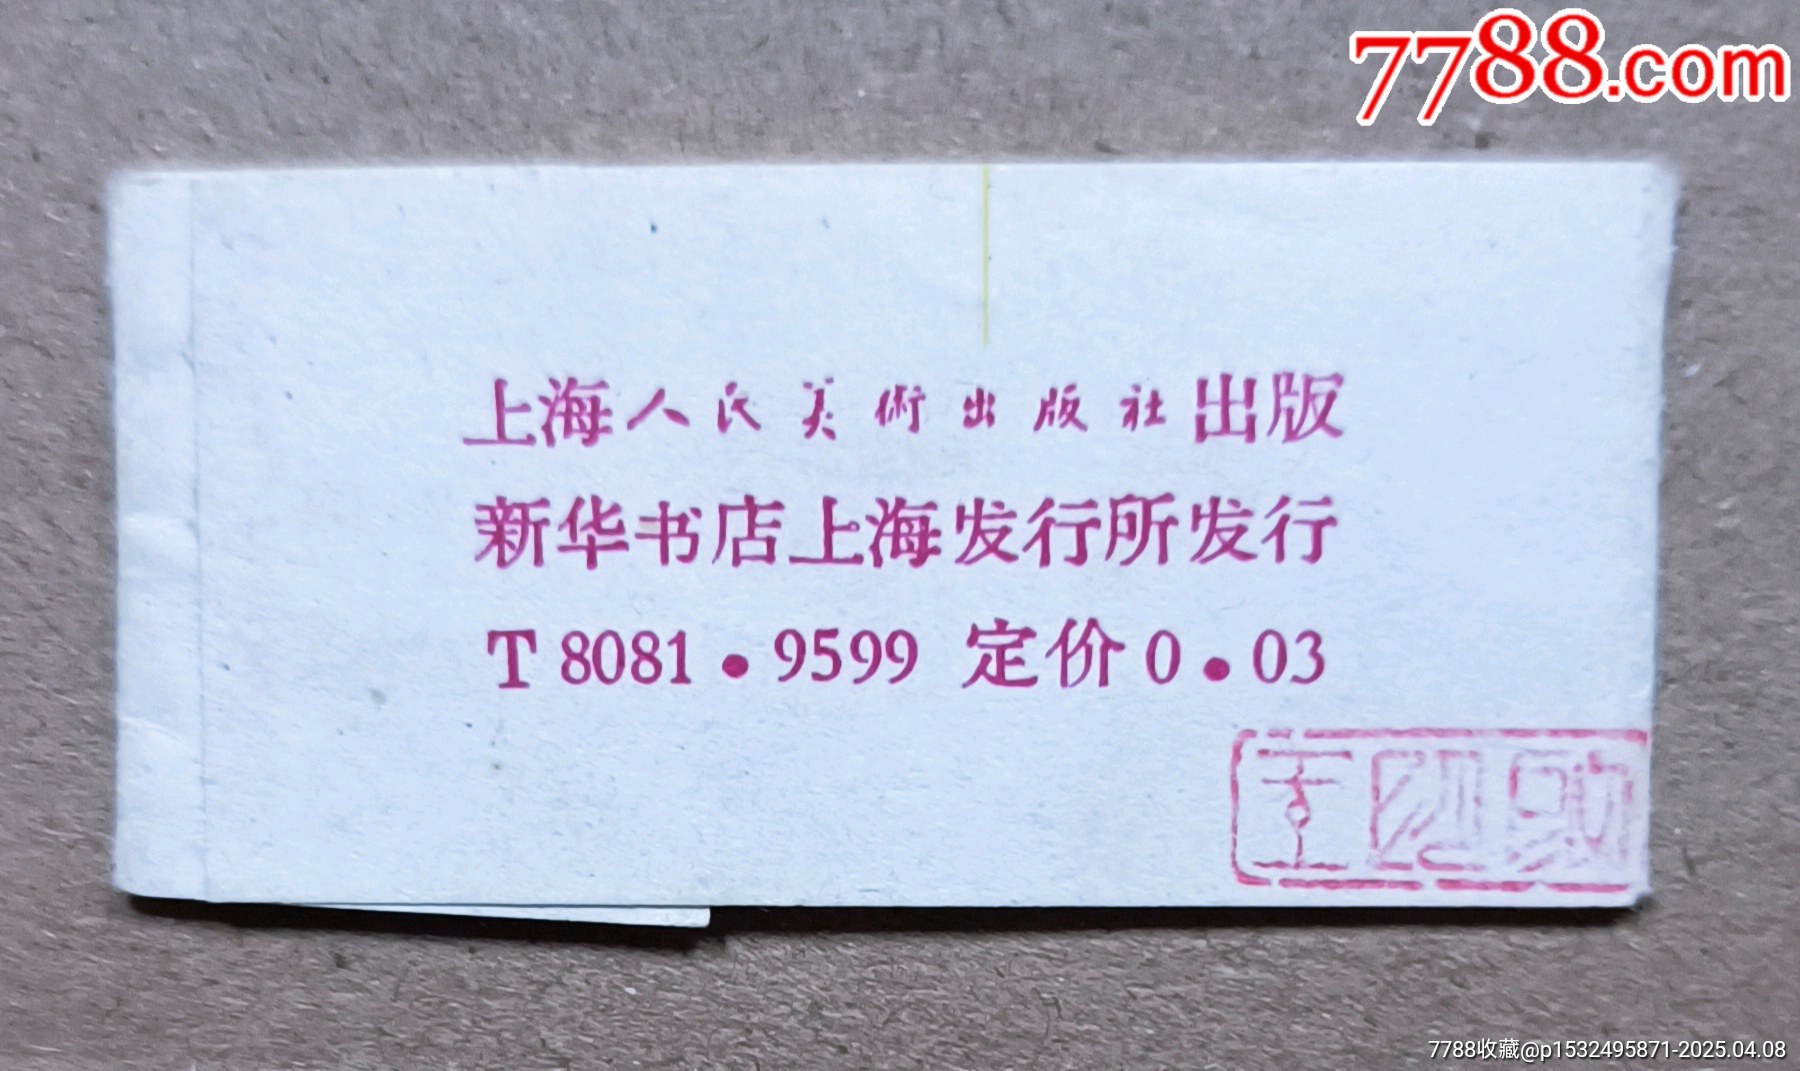 7788.com
上海人民美術出版社出版
新华书店上海发行所发行
T 8081 • 9599 定价 0 • 03
7788收藏@p1532495871-2025.04.08